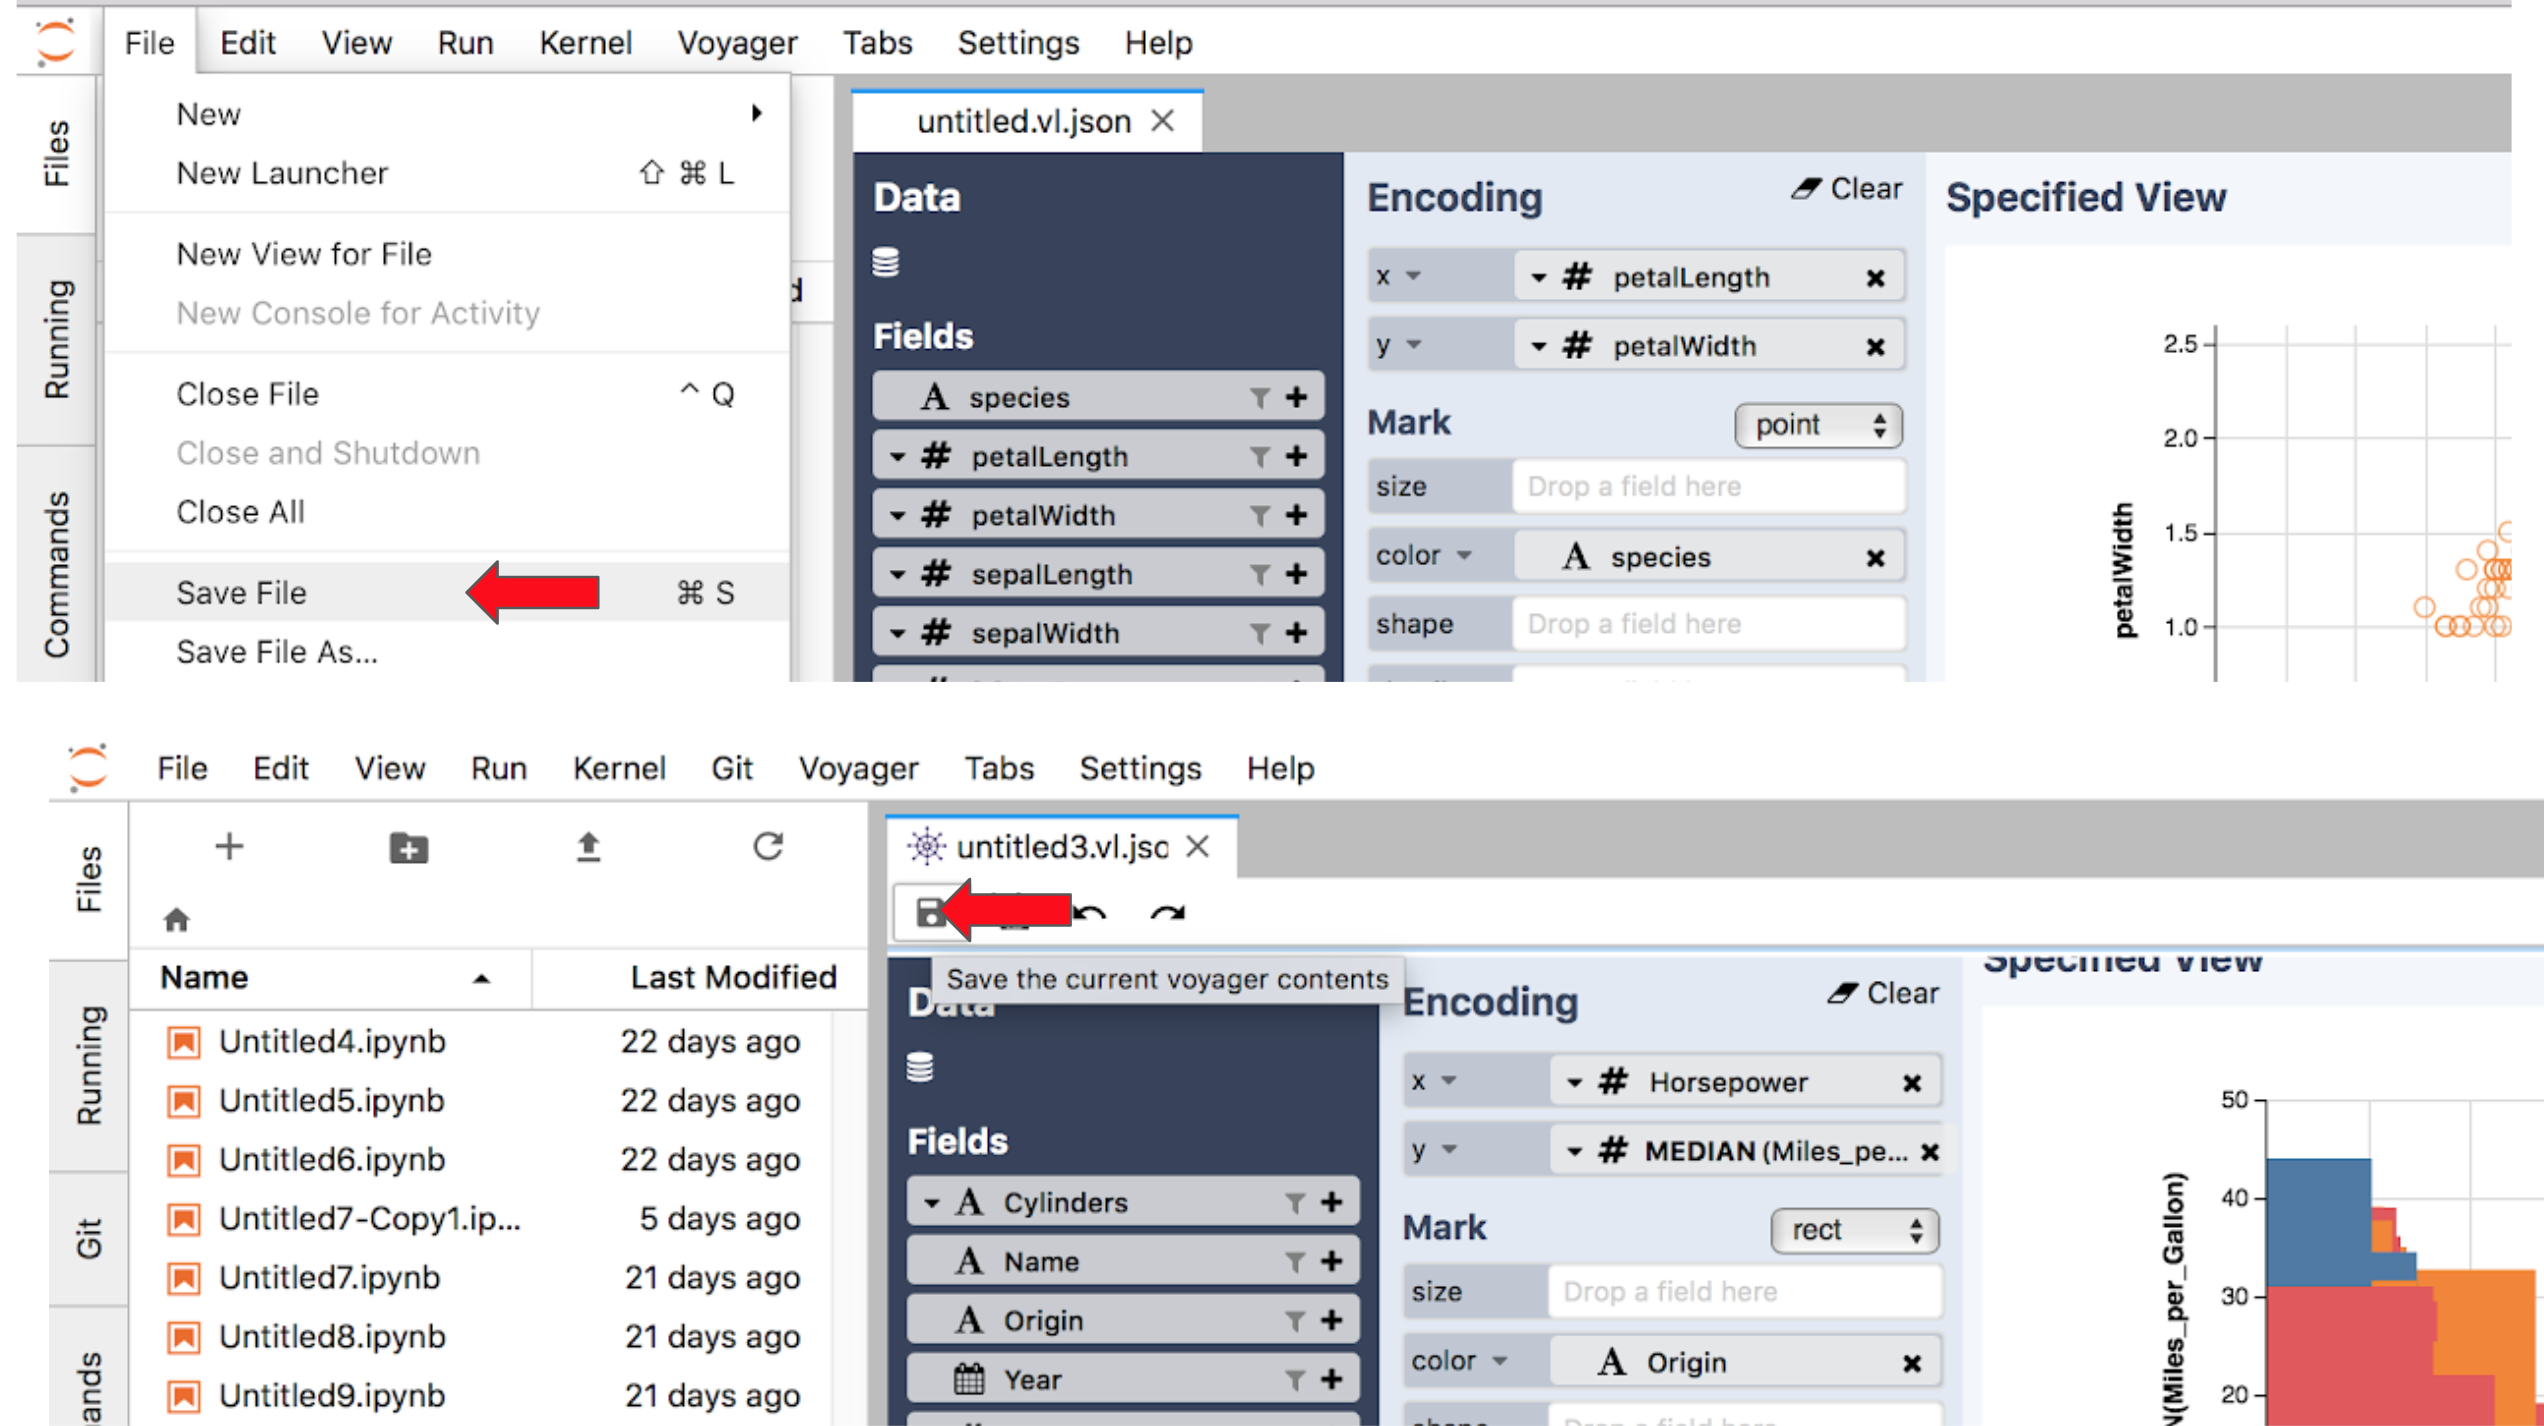 File Edit View Run Kernel Voyager Tabs Settings Help
Files
Running
Commands
New
New Launcher ⇧ ⌘ L
New View for File
New Console for Activity
Close File ^ Q
Close and Shutdown
Close All
Save File ⌘ S
Save File As...
d
untitled.vl.json
Data
Fields
A species
# petalLength
# petalWidth
# sepalLength
# sepalWidth
Encoding Clear
x # petalLength
y # petalWidth
Mark point
size Drop a field here
color A species
shape Drop a field here
Specified View
petalWidth
2.5
2.0
1.5
1.0
File Edit View Run Kernel Git Voyager Tabs Settings Help
Files
Running
Git
Name Last Modified
Untitled4.ipynb 22 days ago
Untitled5.ipynb 22 days ago
Untitled6.ipynb 22 days ago
Untitled7-Copy1.ip... 5 days ago
Untitled7.ipynb 21 days ago
Untitled8.ipynb 21 days ago
Untitled9.ipynb 21 days ago
untitled3.vl.jso
Save the current voyager contents
Data
Fields
A Cylinders
A Name
A Origin
Year
Encoding Clear
x # Horsepower
y # MEDIAN (Miles_pe...
Mark rect
size Drop a field here
color A Origin
Specified View
N(Miles_per_Gallon)
50
40
30
20